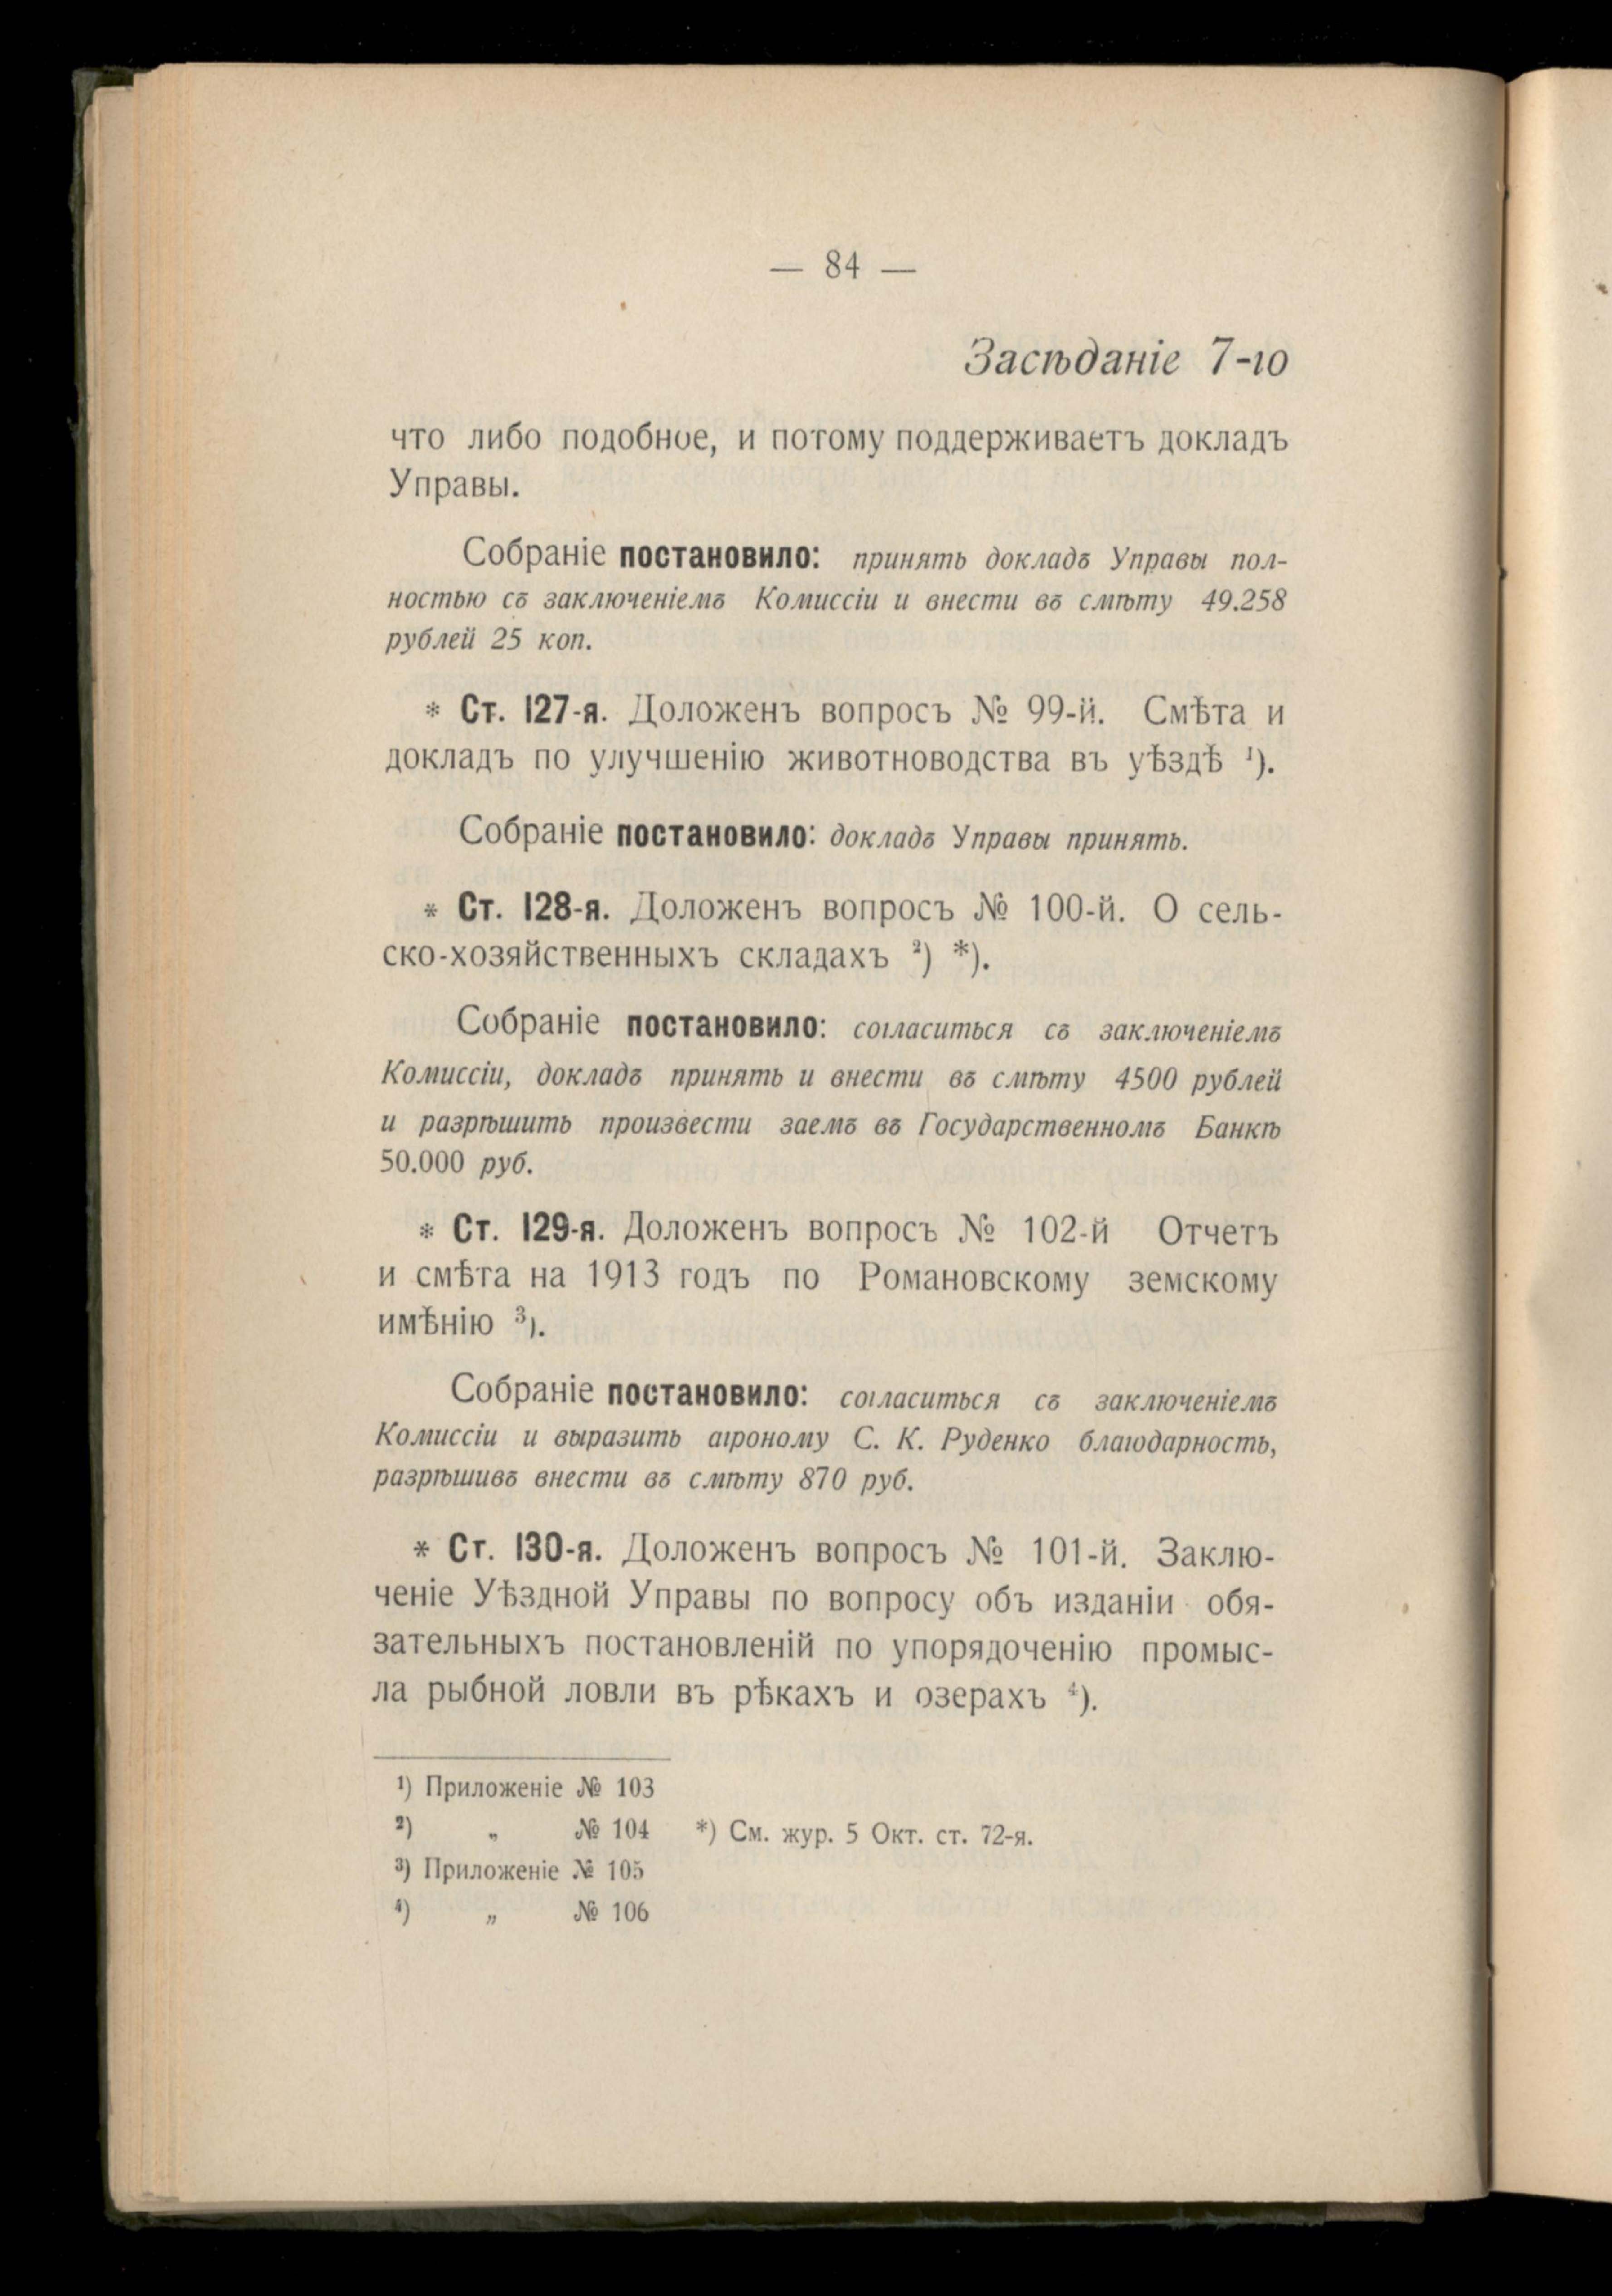 — 84 —
Засѣданіе 7-го
что либо подобное, и потому поддерживаетъ докладъ
Управы.
Собраніе постановило: принять докладъ Управы пол-
ностью съ заключеніемъ Комиссіи и внести въ смѣту 49.258
рублей 25 коп.
* Ст. 127-я. Доложенъ вопросъ № 99-й. Смѣта и
докладъ по улучшенію животноводства въ уѣздѣ ¹).
Собраніе постановило: докладъ Управы принять.
* Ст. 128-я. Доложенъ вопросъ № 100-й. О сель-
ско-хозяйственныхъ складахъ ²) *).
Собраніе постановило: согласиться съ заключеніемъ
Комиссіи, докладъ принять и внести въ смѣту 4500 рублей
и разрѣшить произвести заемъ въ Государственномъ Банкѣ
50.000 руб.
* Ст. 129-я. Доложенъ вопросъ № 102-й Отчетъ
и смѣта на 1913 годъ по Романовскому земскому
имѣнію ³).
Собраніе постановило: согласиться съ заключеніемъ
Комиссіи и выразить агроному С. К. Руденко благодарность,
разрѣшивъ внести въ смѣту 870 руб.
* Ст. 130-я. Доложенъ вопросъ № 101-й. Заклю-
ченіе Уѣздной Управы по вопросу объ изданіи обя-
зательныхъ постановленій по упорядоченію промыс-
ла рыбной ловли въ рѣкахъ и озерахъ ⁴).
¹) Приложеніе № 103
²) „ № 104 *) См. жур. 5 Окт. ст. 72-я.
³) Приложеніе № 105
⁴) „ № 106